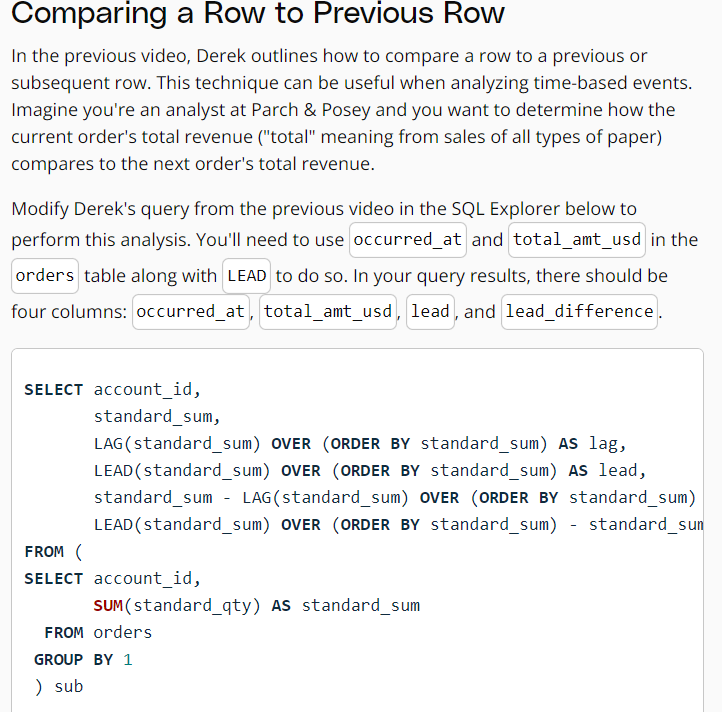 Comparing a Row to Previous Row
In the previous video, Derek outlines how to compare a row to a previous or
subsequent row. This technique can be useful when analyzing time-based events.
Imagine you're an analyst at Parch & Posey and you want to determine how the
current order's total revenue ("total" meaning from sales of all types of paper)
compares to the next order's total revenue.
Modify Derek's query from the previous video in the SQL Explorer below to
perform this analysis. You'll need to use occurred_at and total_amt_usd in the
orders table along with LEAD to do so. In your query results, there should be
four columns: occurred_at, total_amt_usd, lead, and lead_difference.
SELECT account_id,
standard_sum,
LAG(standard_sum) OVER (ORDER BY standard_sum) AS lag,
LEAD(standard_sum) OVER (ORDER BY standard_sum) AS lead,
standard_sum - LAG(standard_sum) OVER (ORDER BY standard_sum)
LEAD(standard_sum) OVER (ORDER BY standard_sum) - standard_sum
FROM (
SELECT account_id,
SUM(standard_qty) AS standard_sum
FROM orders
GROUP BY 1
) sub